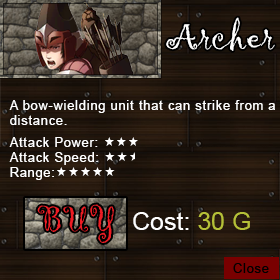 Archer
A bow-wielding unit that can strike from a
distance.
Attack Power: ★★★
Attack Speed: ★★⯨
Range:★★★★★
BUY Cost: 30 G
Close